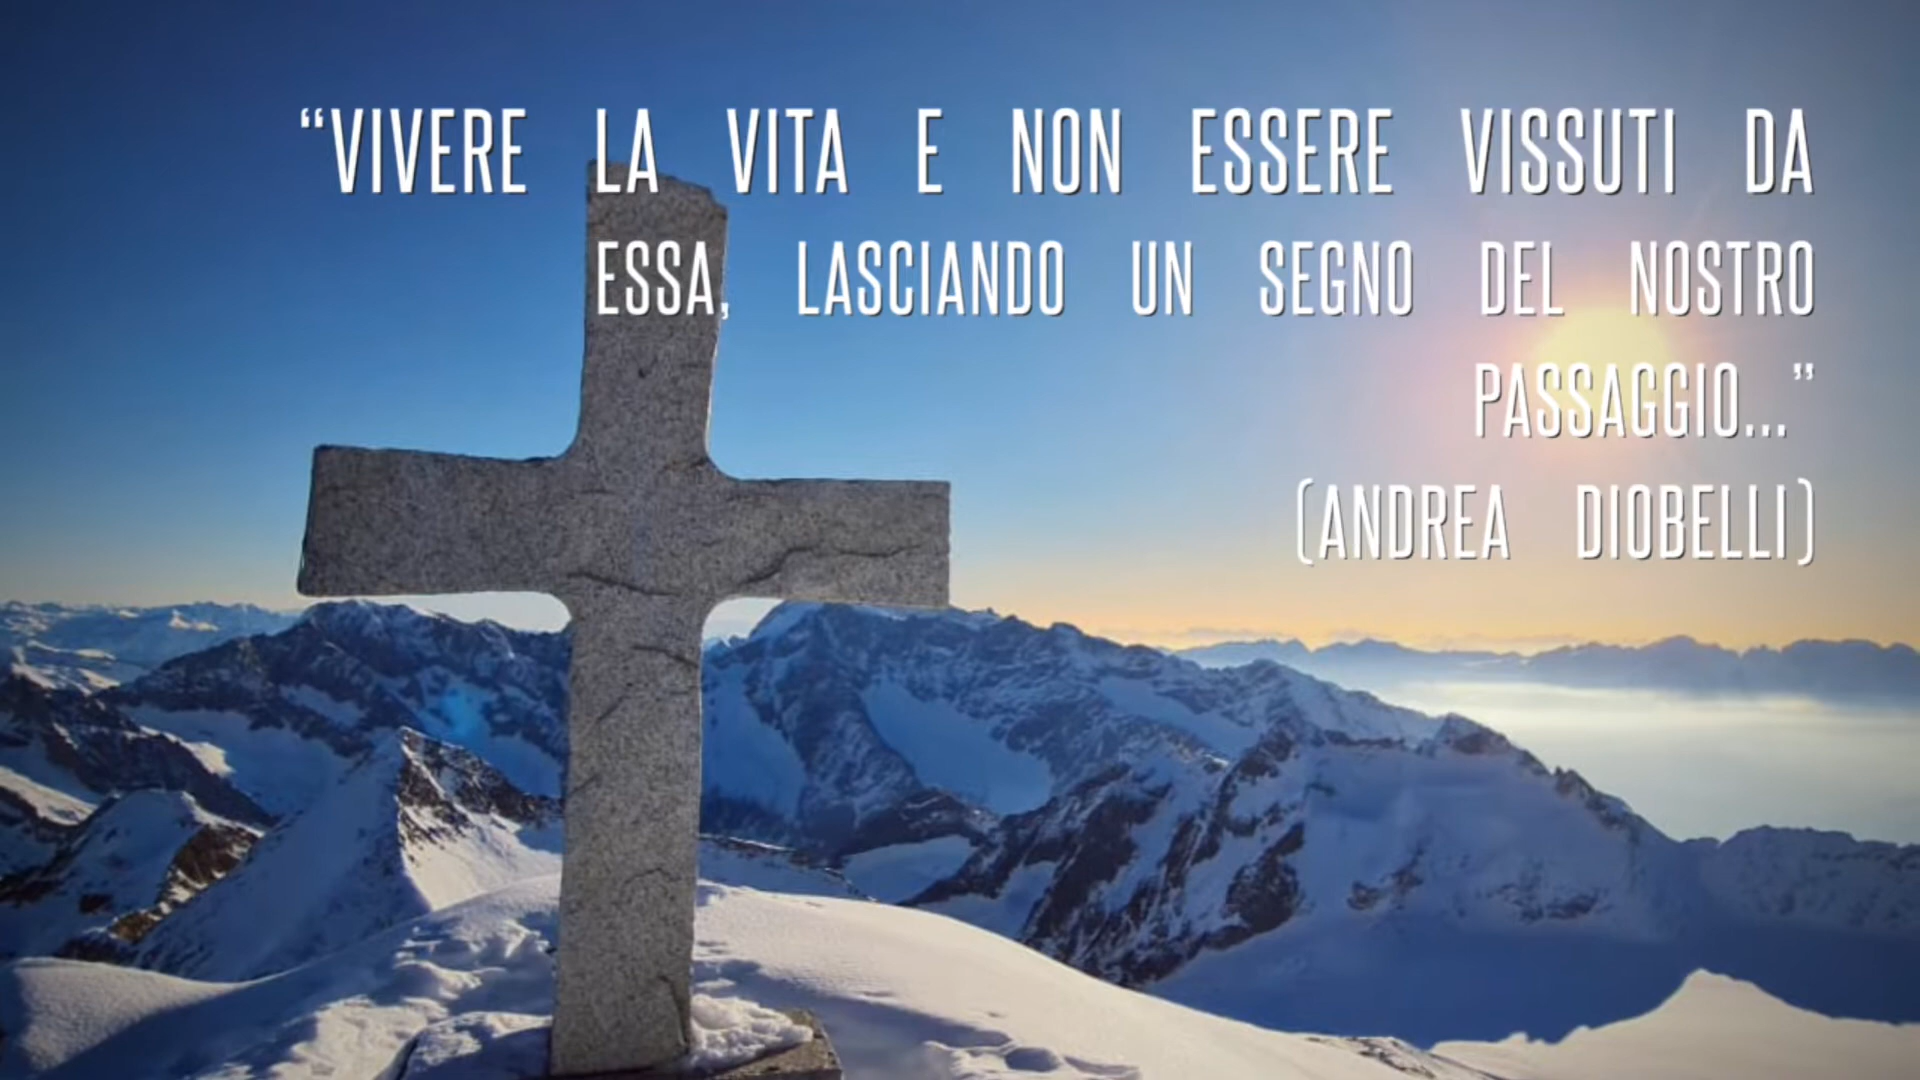 “VIVERE LA VITA E NON ESSERE VISSUTI DA
ESSA, LASCIANDO UN SEGNO DEL NOSTRO
PASSAGGIO...”
(ANDREA DIOBELLI)